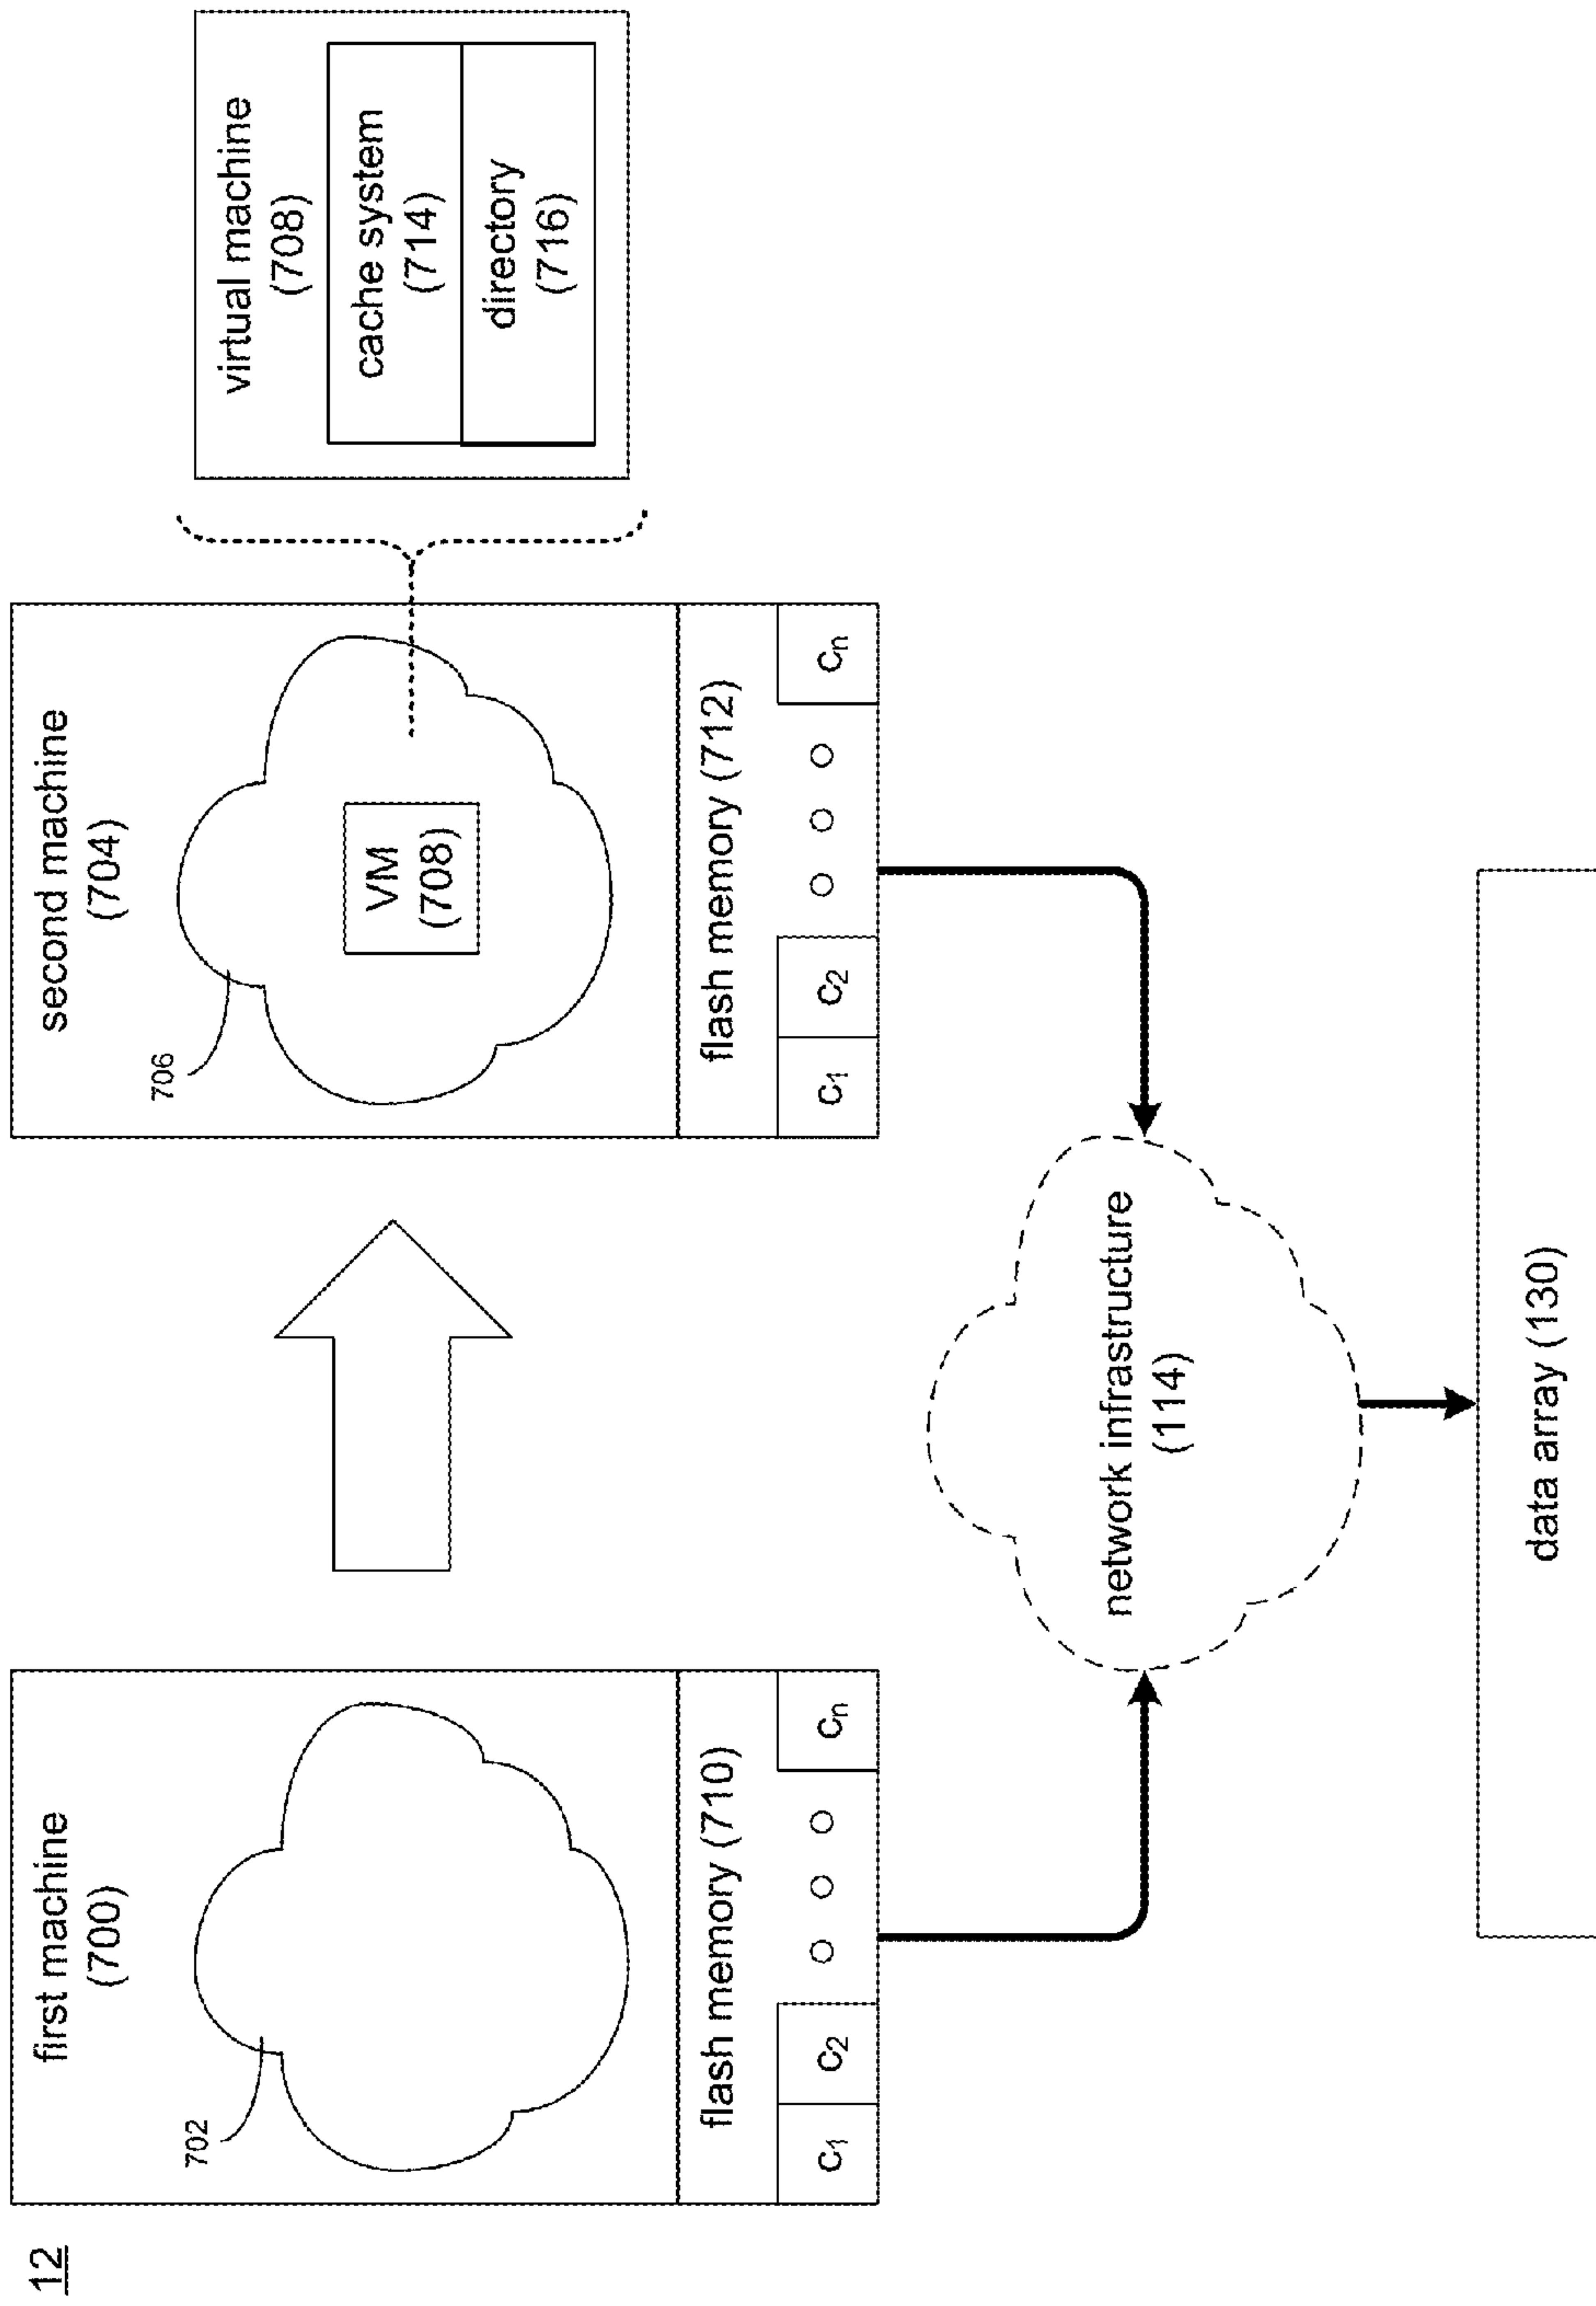 12
first machine
(700)
702
flash memory (710)
c1
c2
cn
second machine
(704)
706
VM
(708)
flash memory (712)
c1
c2
cn
virtual machine
(708)
cache system
(714)
directory
(716)
network infrastructure
(114)
data array (130)